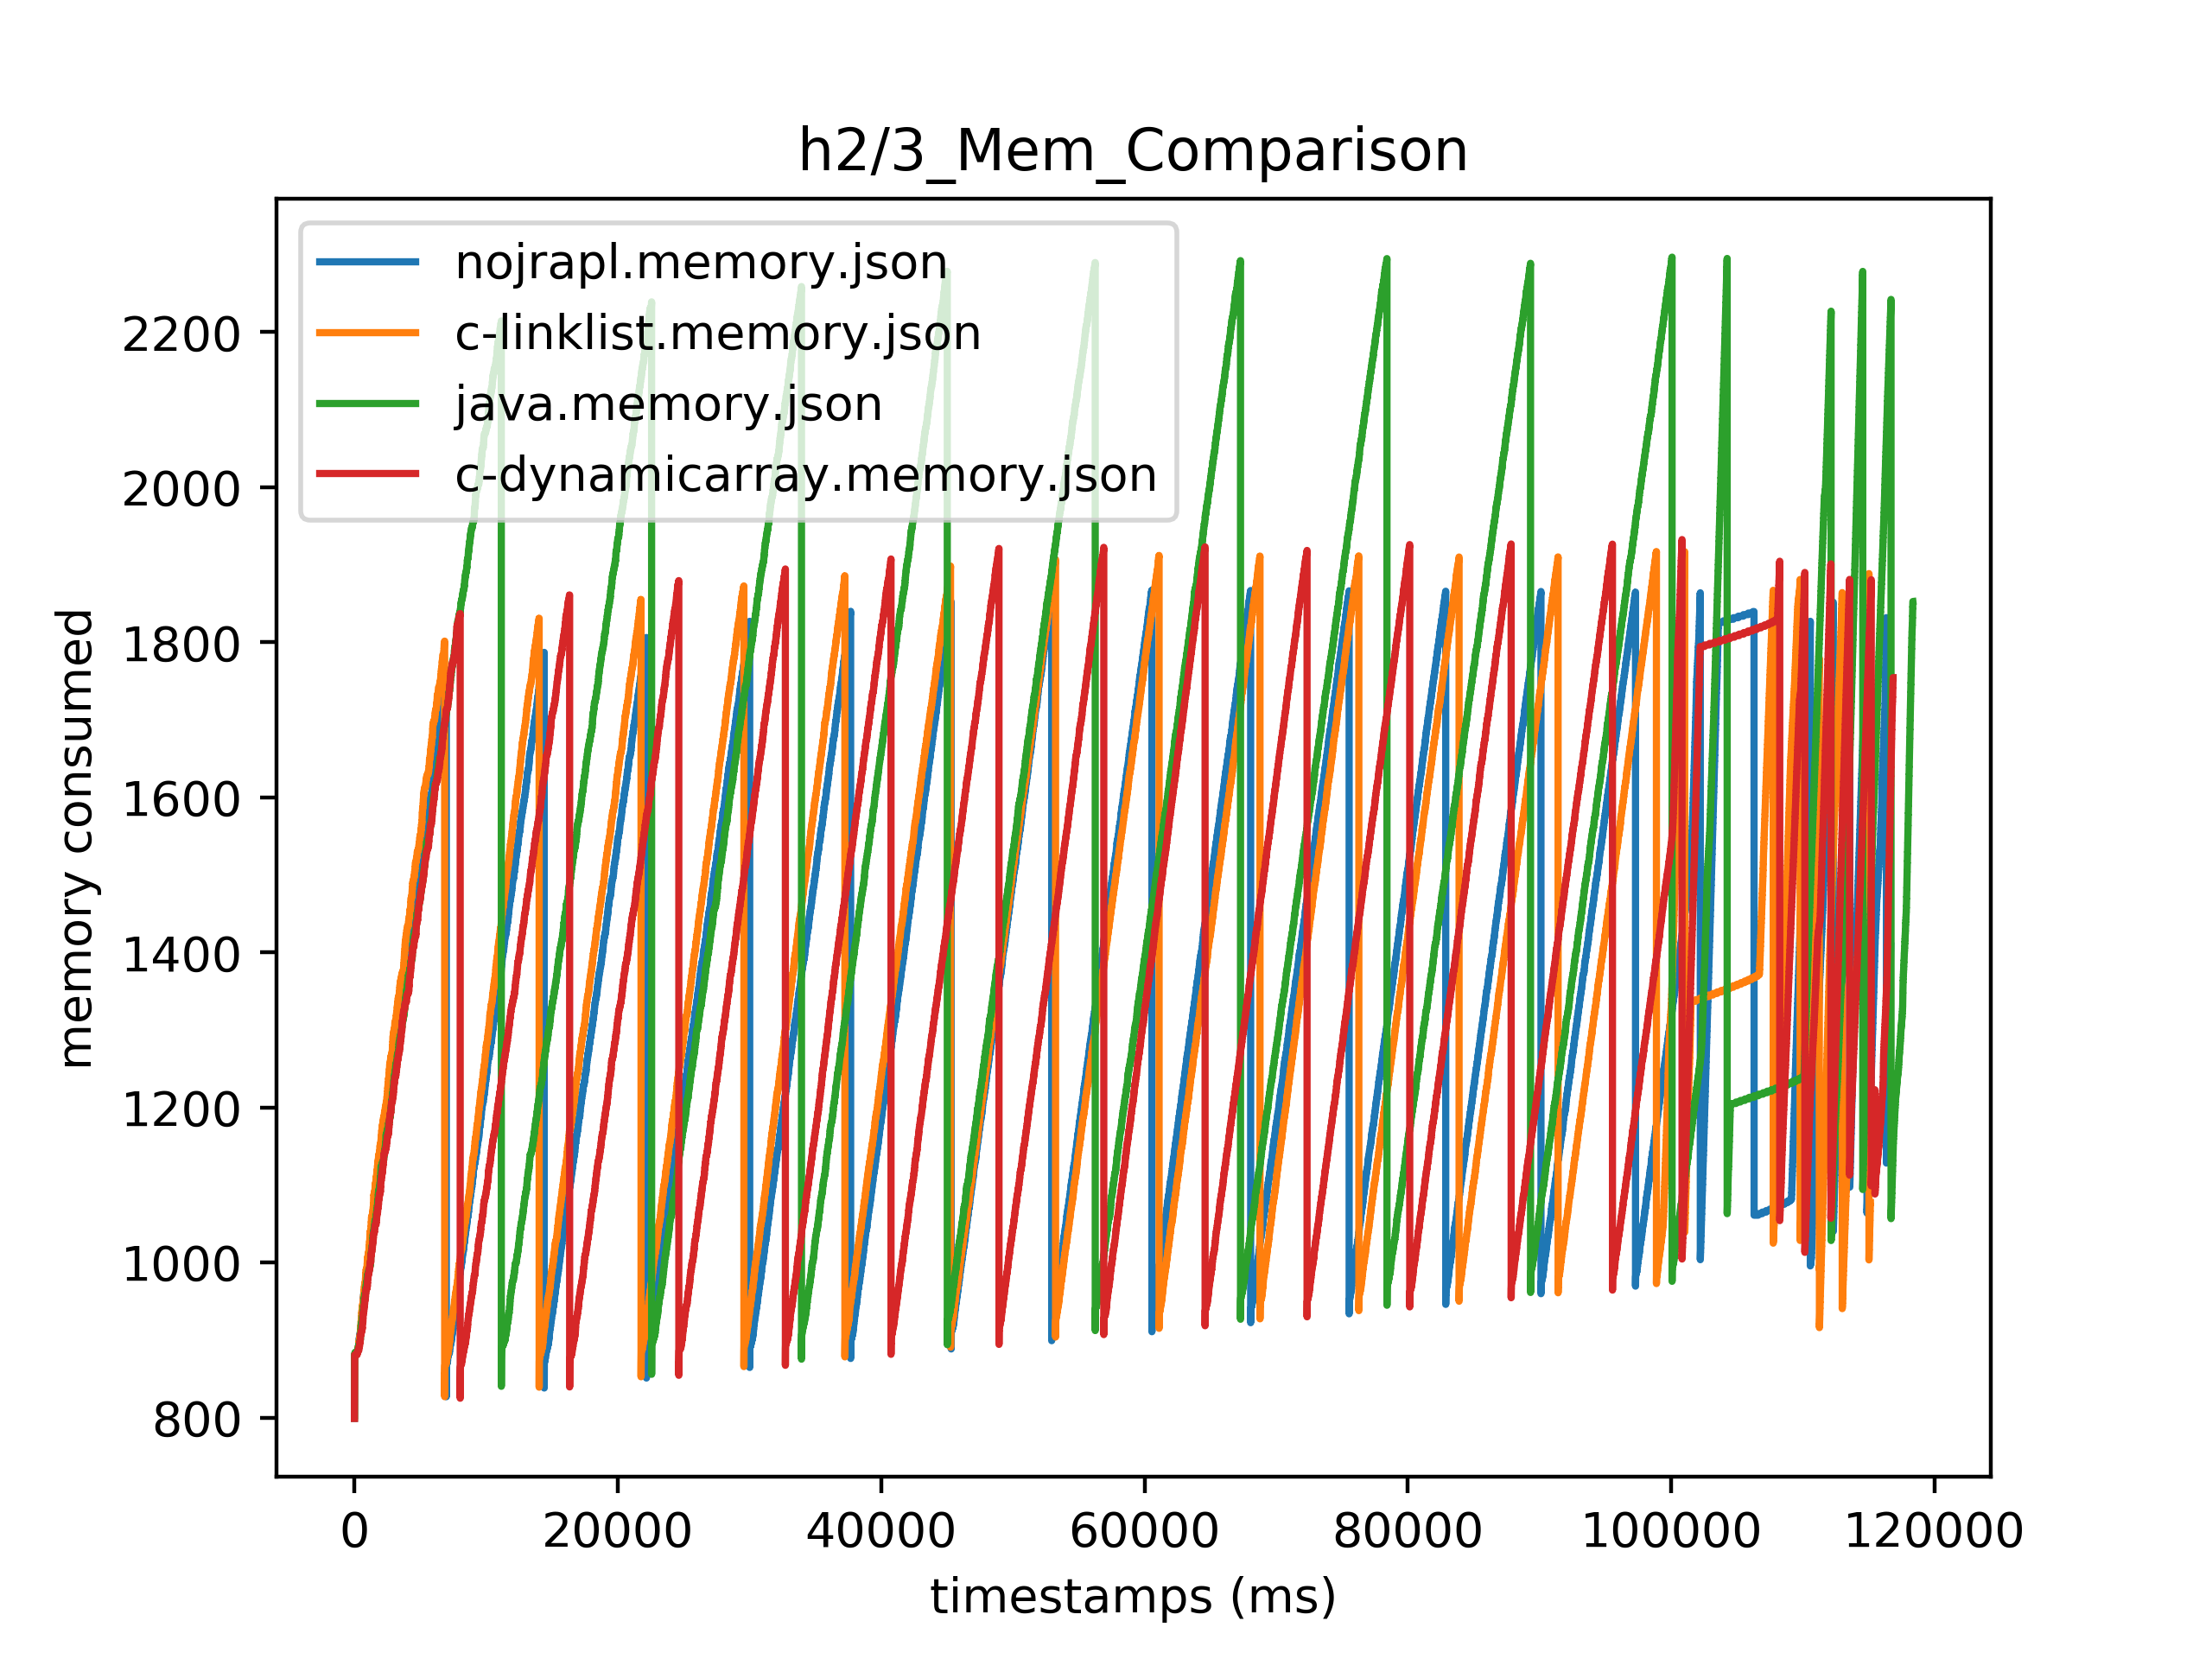 h2/3_Mem_Comparison
nojrapl.memory.json
c-linklist.memory.json
java.memory.json
c-dynamicarray.memory.json
2200
2000
1800
1600
1400
1200
1000
800
memory consumed
0 20000 40000 60000 80000 100000 120000
timestamps (ms)